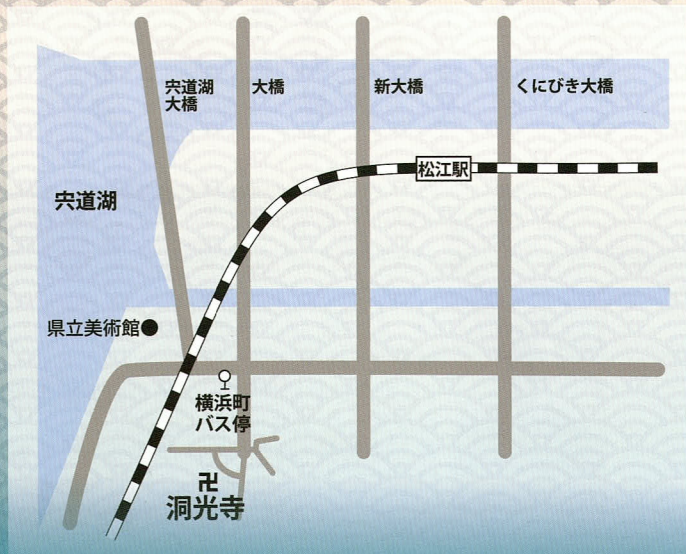 宍道湖
大橋
大橋
新大橋
くにびき大橋
松江駅
宍道湖
県立美術館
横浜町
バス停
卍
洞光寺